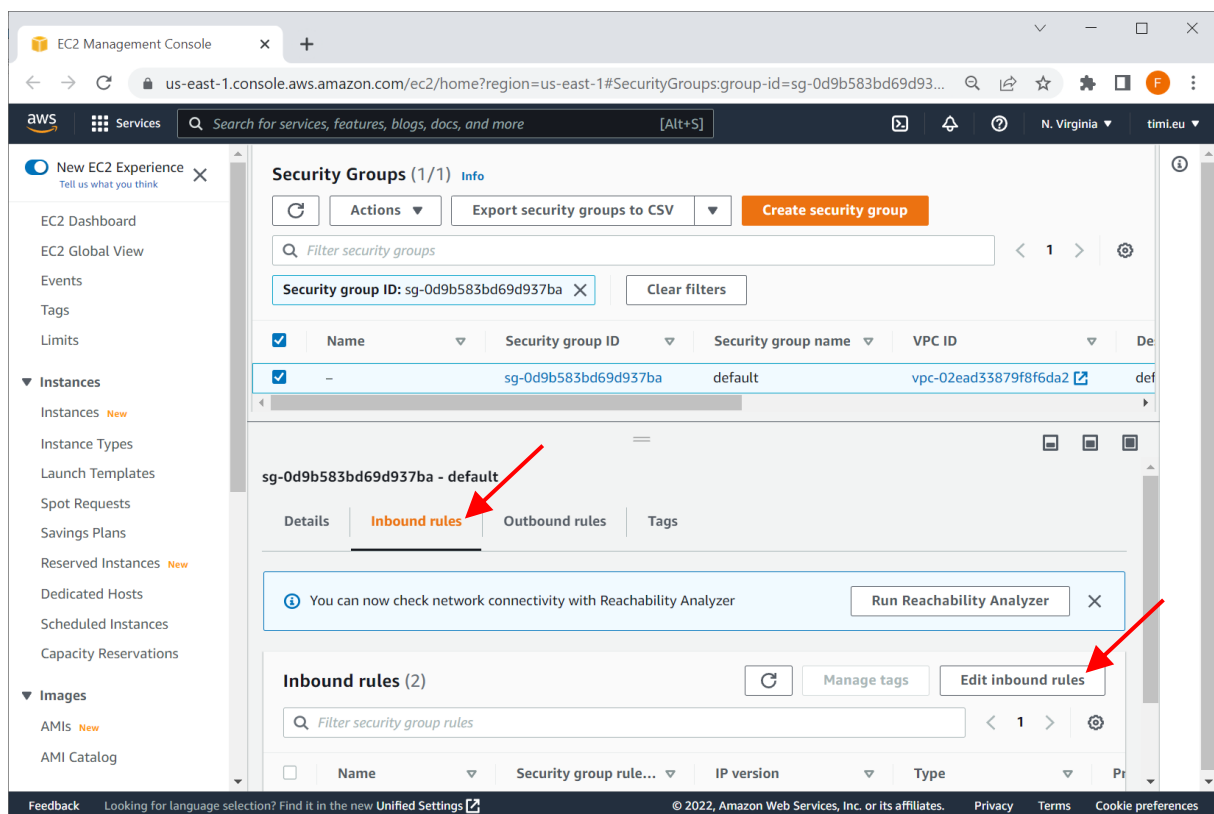 EC2 Management Console
us-east-1.console.aws.amazon.com/ec2/home?region=us-east-1#SecurityGroups:group-id=sg-0d9b583bd69d93...
F
aws Services Search for services, features, blogs, docs, and more [Alt+S] N. Virginia timi.eu
New EC2 Experience
Tell us what you think
EC2 Dashboard
EC2 Global View
Events
Tags
Limits
Instances
Instances New
Instance Types
Launch Templates
Spot Requests
Savings Plans
Reserved Instances New
Dedicated Hosts
Scheduled Instances
Capacity Reservations
Images
AMIs New
AMI Catalog
Security Groups (1/1) Info
Actions Export security groups to CSV Create security group
Filter security groups 1
Security group ID: sg-0d9b583bd69d937ba Clear filters
Name Security group ID Security group name VPC ID De
– sg-0d9b583bd69d937ba default vpc-02ead33879f8f6da2 def
sg-0d9b583bd69d937ba - default
Details Inbound rules Outbound rules Tags
You can now check network connectivity with Reachability Analyzer Run Reachability Analyzer
Inbound rules (2) Manage tags Edit inbound rules
Filter security group rules 1
Name Security group rule... IP version Type Pr
Feedback Looking for language selection? Find it in the new Unified Settings © 2022, Amazon Web Services, Inc. or its affiliates. Privacy Terms Cookie preferences